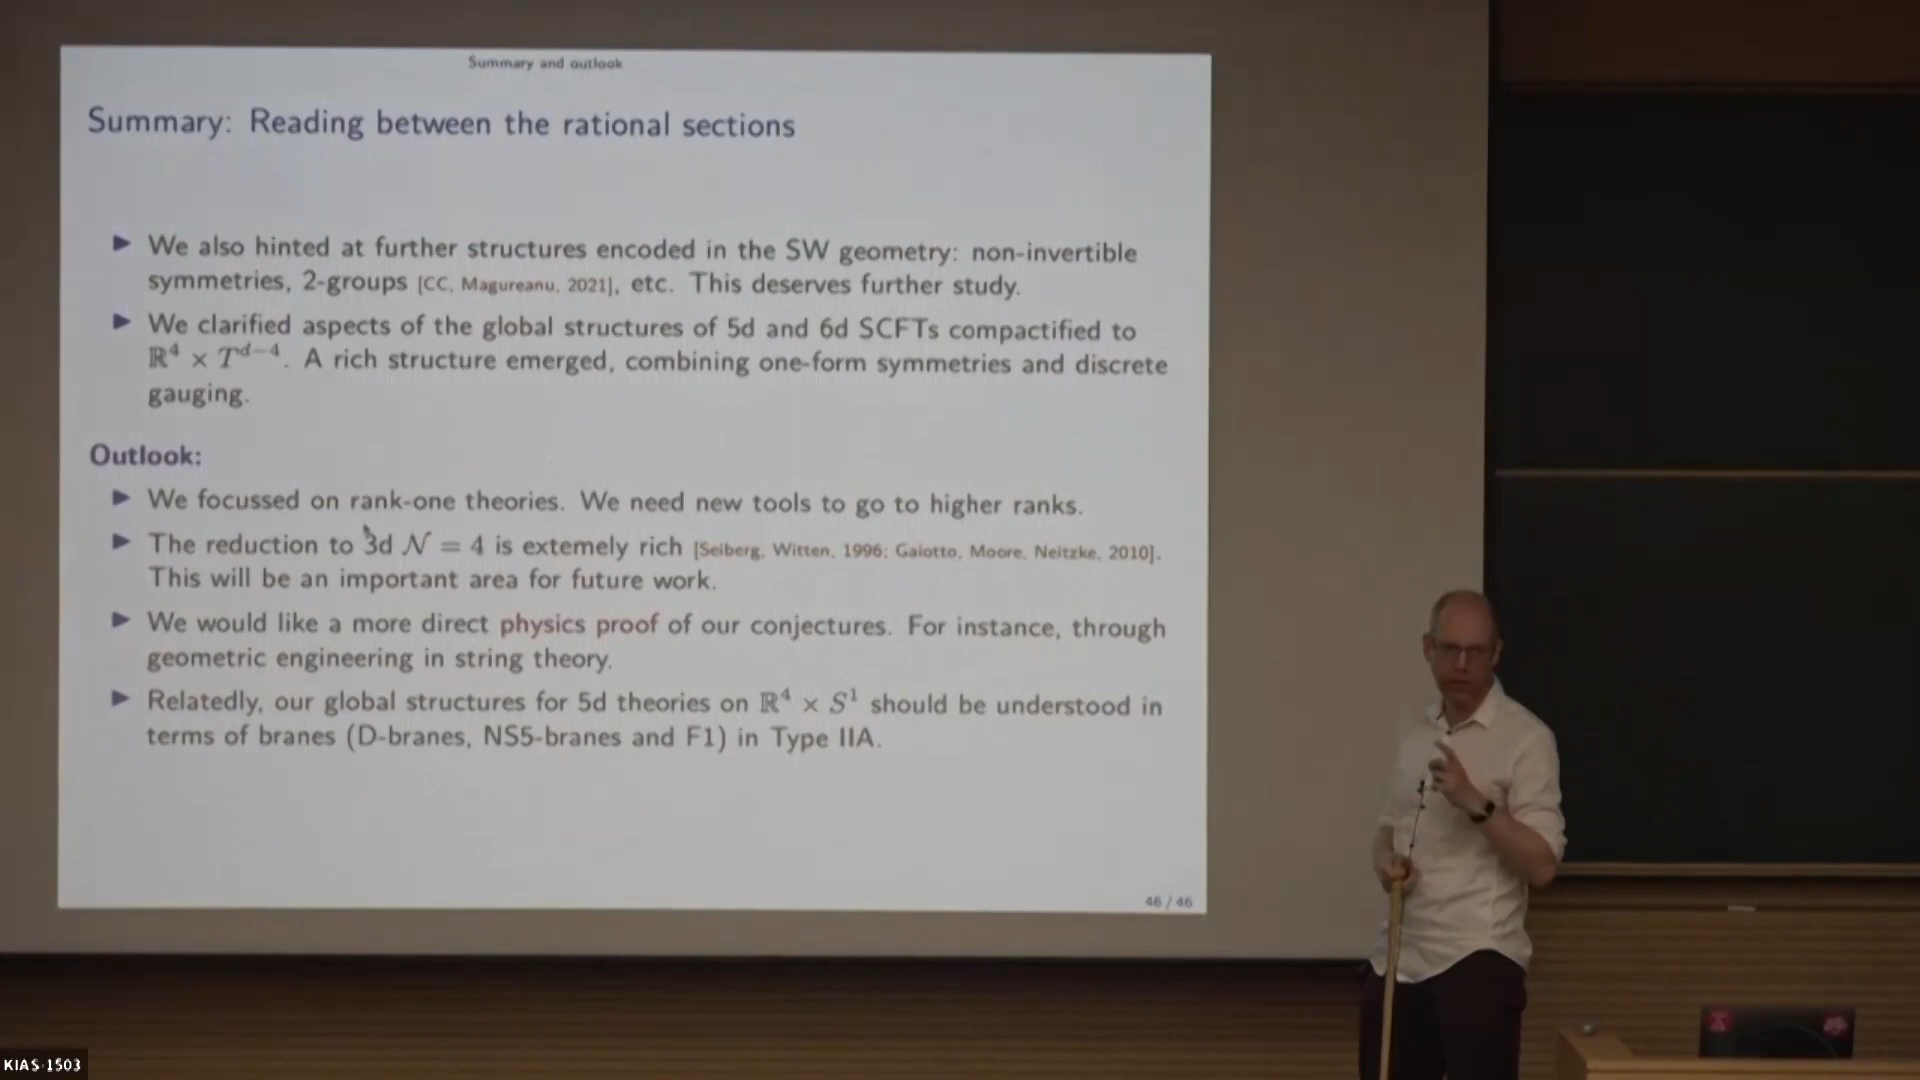 Summary and outlook
Summary: Reading between the rational sections
▶ We also hinted at further structures encoded in the SW geometry: non-invertible
symmetries, 2-groups [CC, Magureanu, 2021], etc. This deserves further study.
▶ We clarified aspects of the global structures of 5d and 6d SCFTs compactified to
ℝ⁴ × T^{d−4}. A rich structure emerged, combining one-form symmetries and discrete
gauging.
Outlook:
▶ We focussed on rank-one theories. We need new tools to go to higher ranks.
▶ The reduction to 3d 𝒩 = 4 is extemely rich [Seiberg, Witten, 1996; Gaiotto, Moore, Neitzke, 2010].
This will be an important area for future work.
▶ We would like a more direct physics proof of our conjectures. For instance, through
geometric engineering in string theory.
▶ Relatedly, our global structures for 5d theories on ℝ⁴ × S¹ should be understood in
terms of branes (D-branes, NS5-branes and F1) in Type IIA.
46 / 46
KIAS-1503